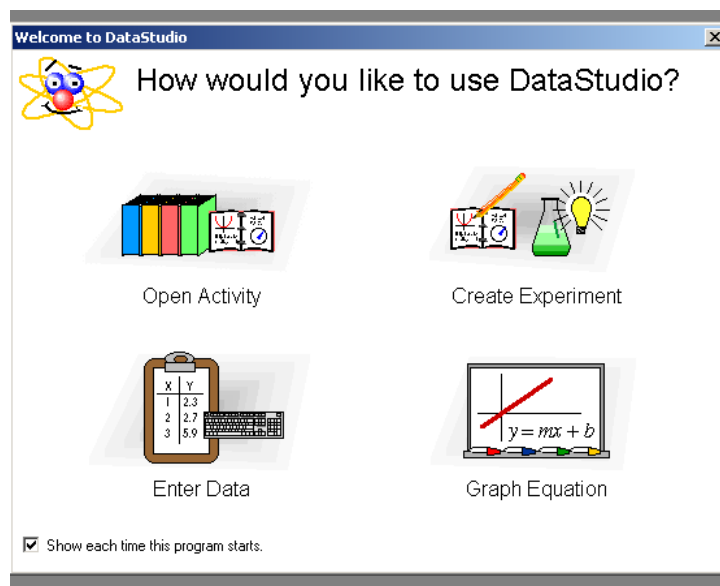 Welcome to DataStudio
How would you like to use DataStudio?
Open Activity
Create Experiment
X Y
1 2.3
2 2.7
3 5.9
y = mx + b
Enter Data
Graph Equation
Show each time this program starts.